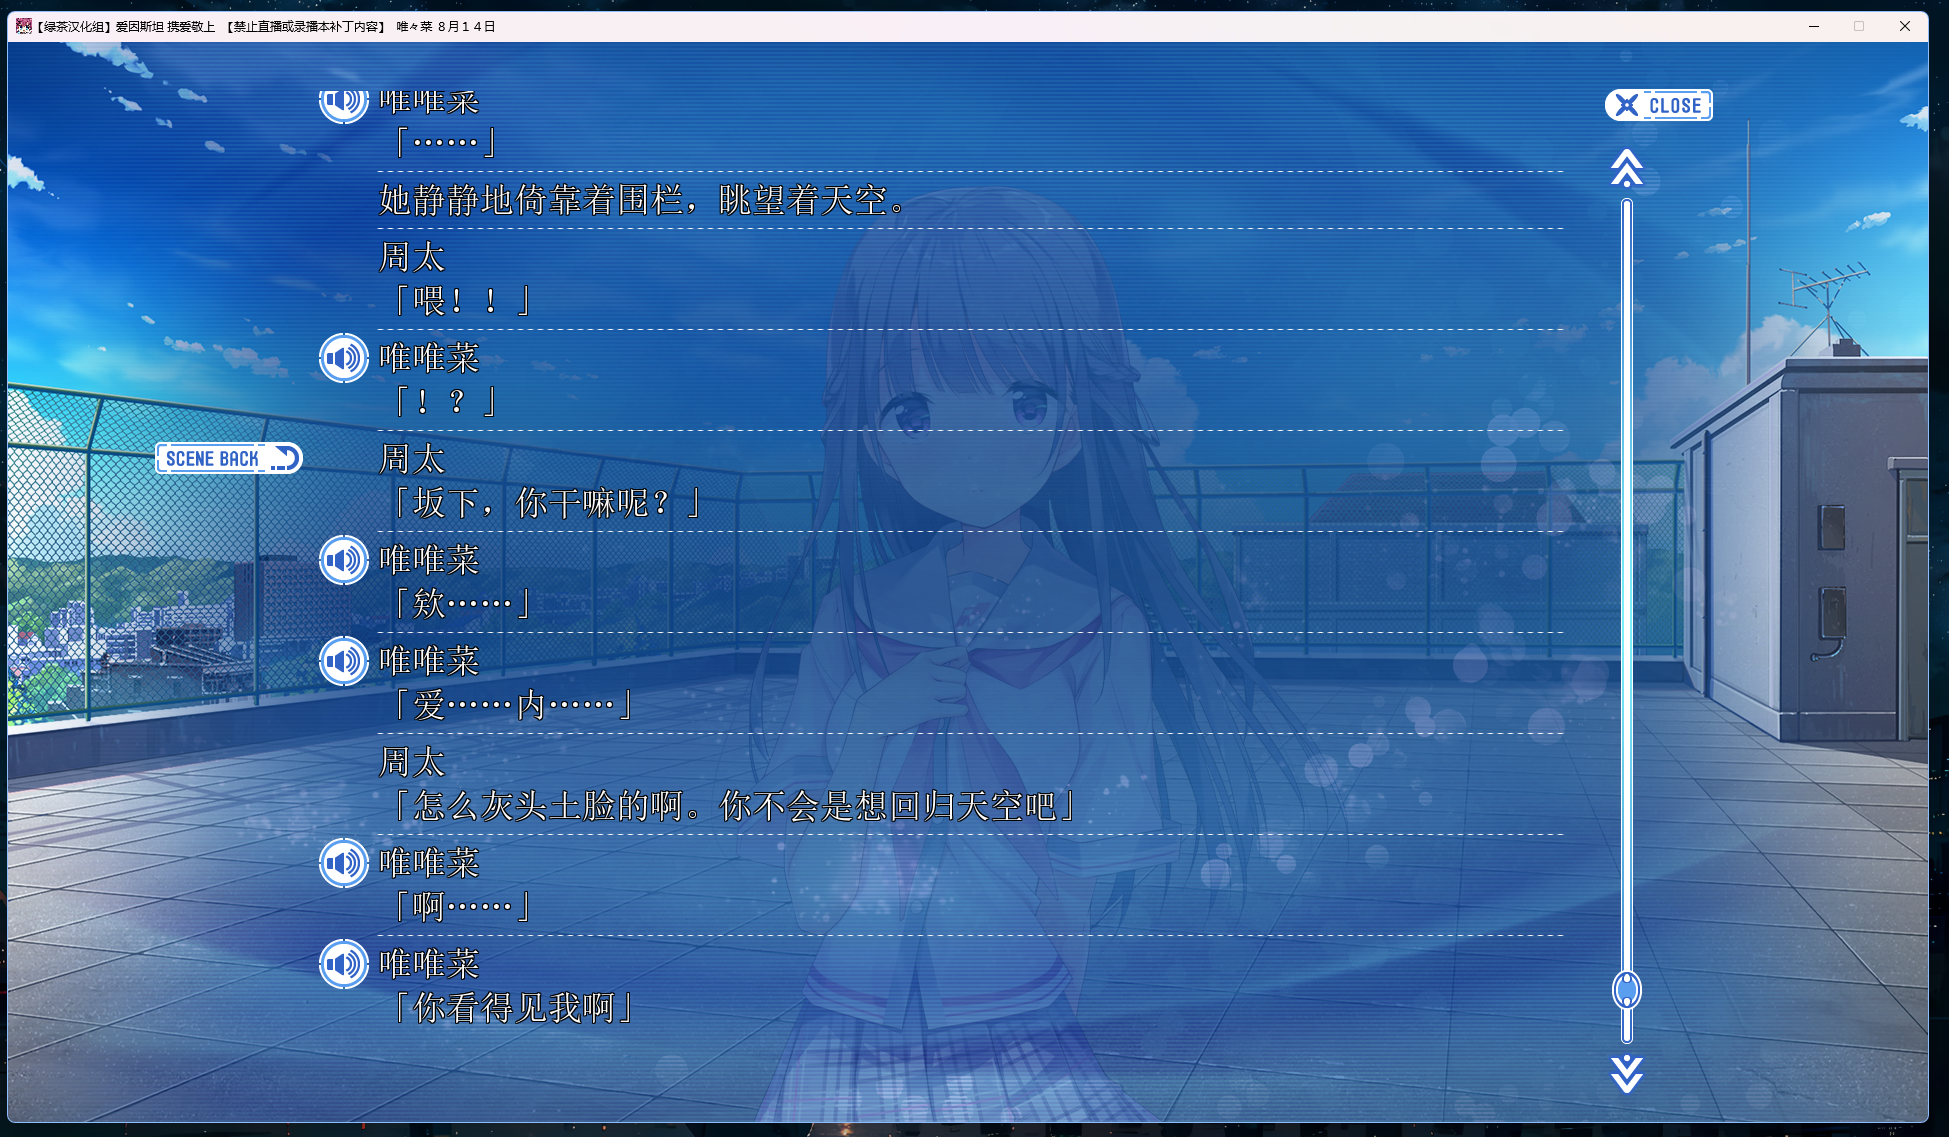 【绿茶汉化组】爱因斯坦 携爱敬上 【禁止直播或录播本补丁内容】 唯々菜 ８月１４日
唯唯菜
「……」
CLOSE
她静静地倚靠着围栏，眺望着天空。
周太
「喂！！」
唯唯菜
「！？」
SCENE BACK
周太
「坂下，你干嘛呢？」
唯唯菜
「欸……」
唯唯菜
「爱……内……」
周太
「怎么灰头土脸的啊。你不会是想回归天空吧」
唯唯菜
「啊……」
唯唯菜
「你看得见我啊」